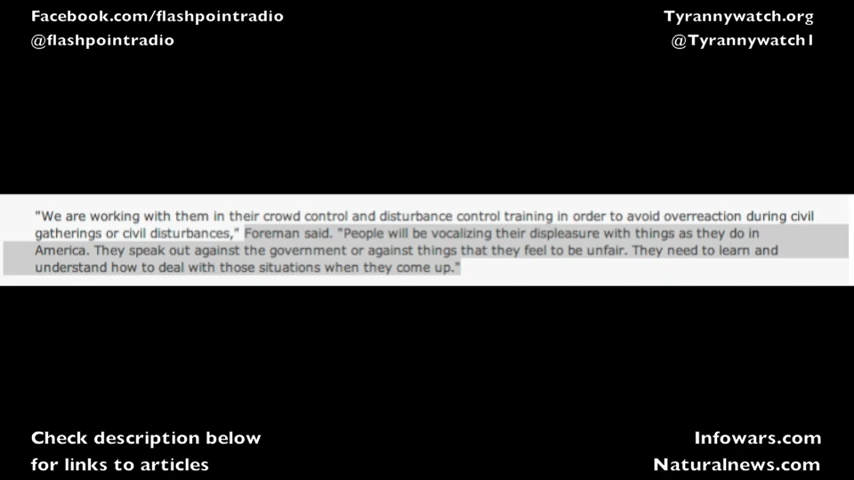 Facebook.com/flashpointradio
@flashpointradio
Tyrannywatch.org
@Tyrannywatch1
"We are working with them in their crowd control and disturbance control training in order to avoid overreaction during civil
gatherings or civil disturbances," Foreman said. "People will be vocalizing their displeasure with things as they do in
America. They speak out against the government or against things that they feel to be unfair. They need to learn and
understand how to deal with those situations when they come up."
Check description below
for links to articles
Infowars.com
Naturalnews.com